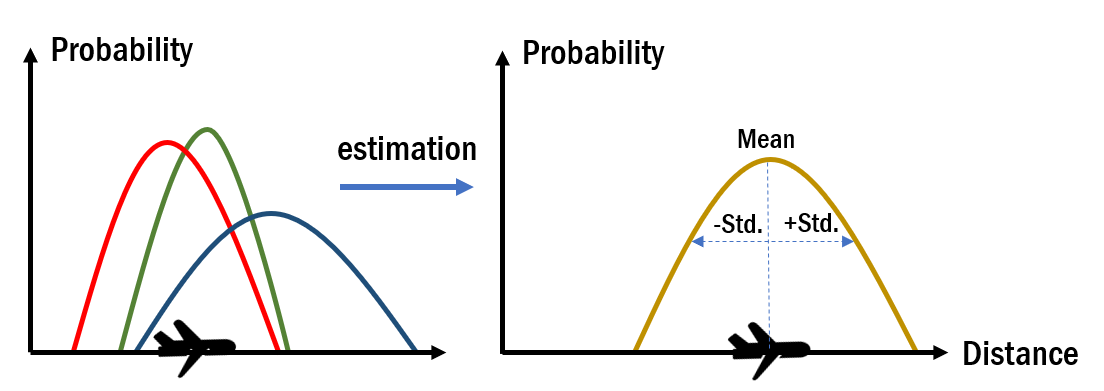 Probability
estimation
Probability
Mean
-Std.
+Std.
Distance